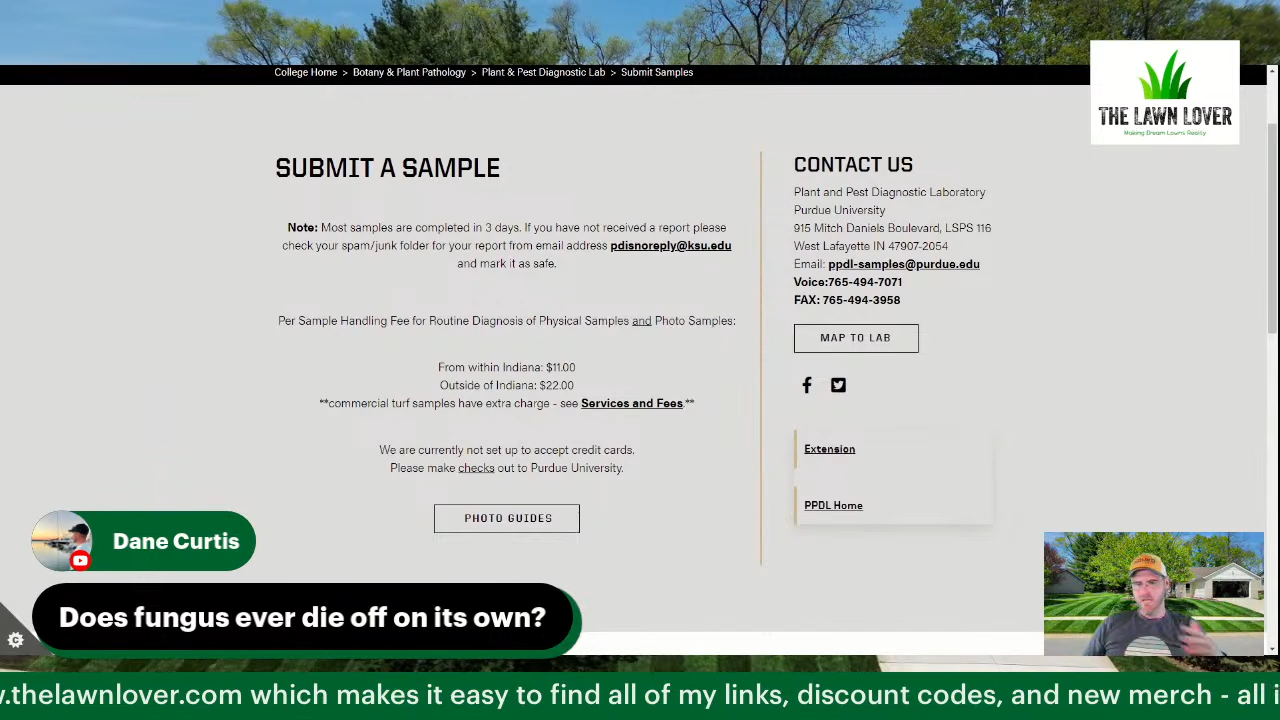 College Home > Botany & Plant Pathology > Plant & Pest Diagnostic Lab > Submit Samples
THE LAWN LOVER
Making Dream Lawns Reality
SUBMIT A SAMPLE
Note: Most samples are completed in 3 days. If you have not received a report please
check your spam/junk folder for your report from email address pdisnoreply@ksu.edu
and mark it as safe.
Per Sample Handling Fee for Routine Diagnosis of Physical Samples and Photo Samples:
From within Indiana: $11.00
Outside of Indiana: $22.00
**commercial turf samples have extra charge - see Services and Fees.**
We are currently not set up to accept credit cards.
Please make checks out to Purdue University.
PHOTO GUIDES
CONTACT US
Plant and Pest Diagnostic Laboratory
Purdue University
915 Mitch Daniels Boulevard, LSPS 116
West Lafayette IN 47907-2054
Email: ppdl-samples@purdue.edu
Voice:765-494-7071
FAX: 765-494-3958
MAP TO LAB
Extension
PPDL Home
Dane Curtis
Does fungus ever die off on its own?
w.thelawnlover.com which makes it easy to find all of my links, discount codes, and new merch - all i